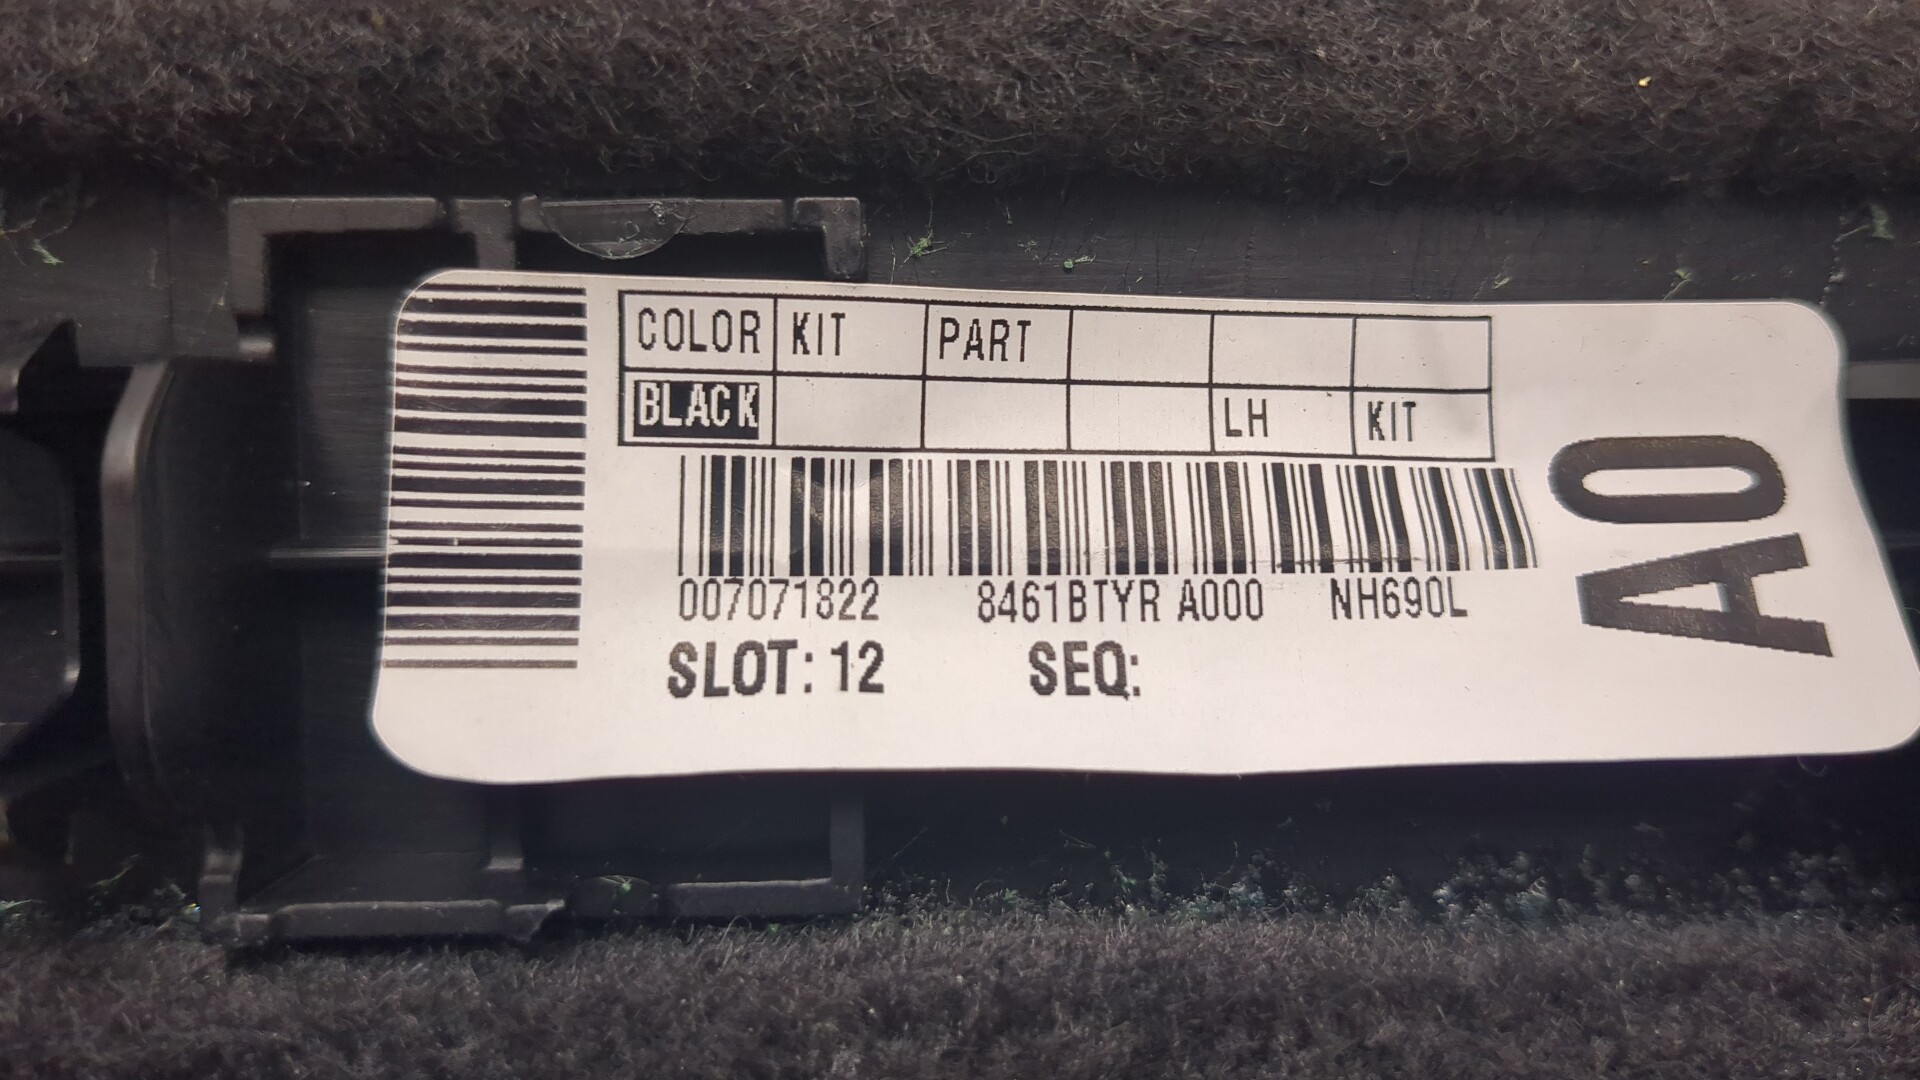 COLOR KIT PART
BLACK LH KIT
007071822 8461BTYR A000 NH690L
SLOT: 12 SEQ:
A0